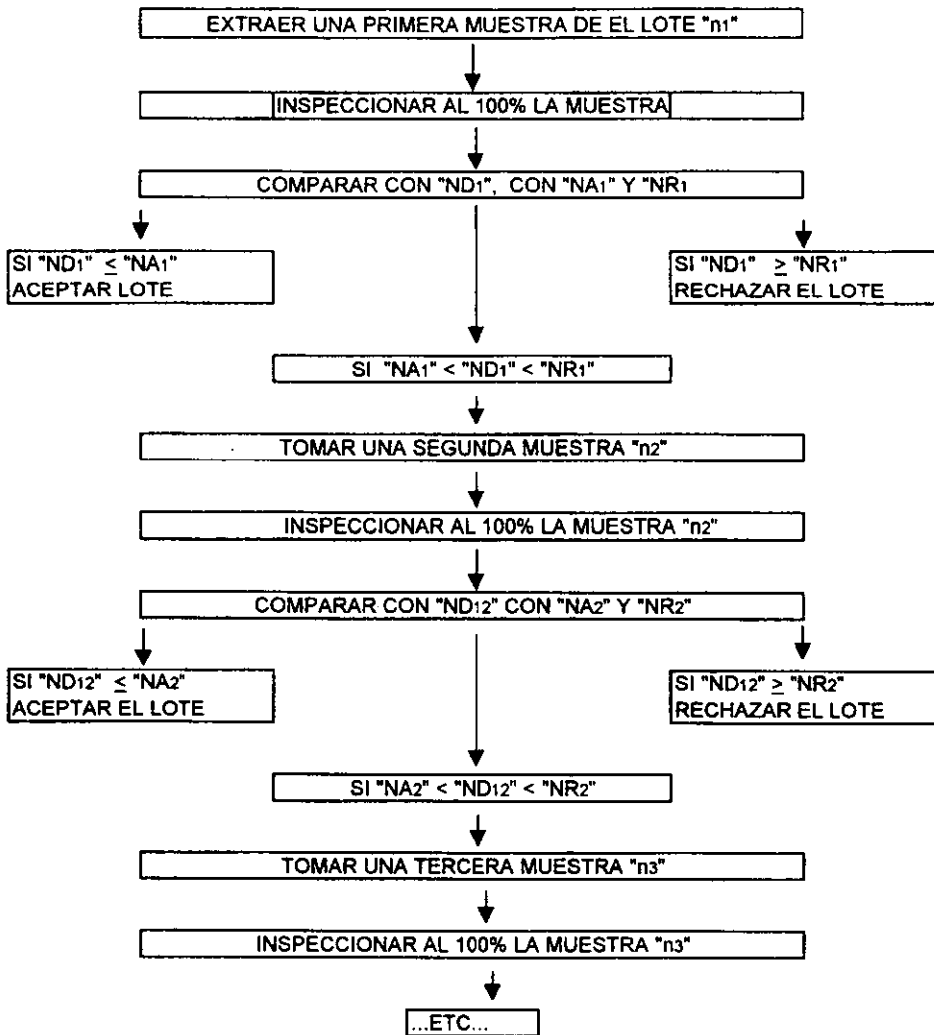 EXTRAER UNA PRIMERA MUESTRA DE EL LOTE "n1"
INSPECCIONAR AL 100% LA MUESTRA
COMPARAR CON "ND1", CON "NA1" Y "NR1
SI "ND1" ≤ "NA1"
ACEPTAR LOTE
SI "ND1" ≥ "NR1"
RECHAZAR EL LOTE
SI "NA1" < "ND1" < "NR1"
TOMAR UNA SEGUNDA MUESTRA "n2"
INSPECCIONAR AL 100% LA MUESTRA "n2"
COMPARAR CON "ND12" CON "NA2" Y "NR2"
SI "ND12" ≤ "NA2"
ACEPTAR EL LOTE
SI "ND12" ≥ "NR2"
RECHAZAR EL LOTE
SI "NA2" < "ND12" < "NR2"
TOMAR UNA TERCERA MUESTRA "n3"
INSPECCIONAR AL 100% LA MUESTRA "n3"
...ETC...